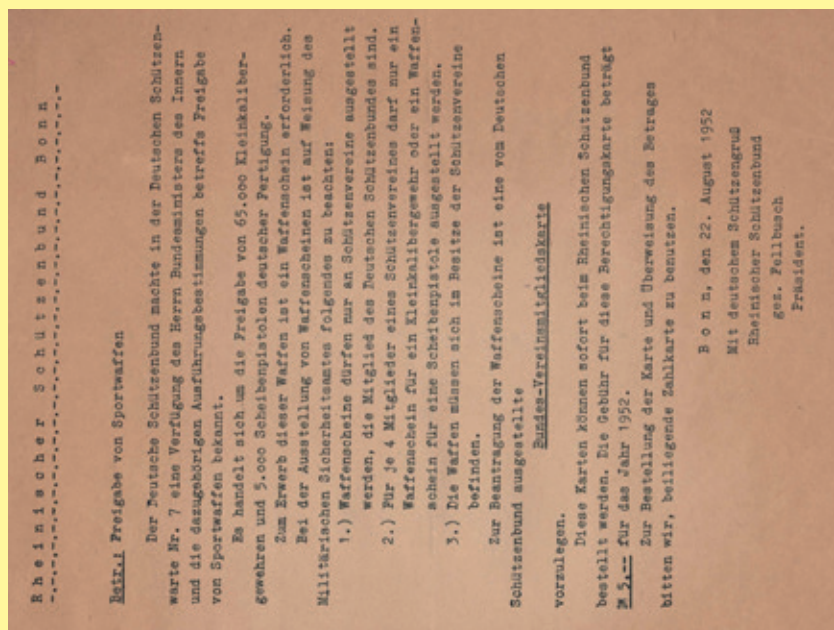 Rheinischer Schützenbund Bonn
-.-.-.-.-.-.-.-.-.-.-.-.-.-.-.-.-.-.-.-.-
Betr.: Freigabe von Sportwaffen
Der Deutsche Schützenbund machte in der Deutschen Schützen-
warte Nr. 7 eine Verfügung des Herrn Bundesministers des Innern
und die dazugehörigen Ausführungsbestimmungen betreffs Freigabe
von Sportwaffen bekannt.
Es handelt sich um die Freigabe von 65.000 Kleinkaliber-
gewehren und 5.000 Scheibenpistolen deutscher Fertigung.
Zum Erwerb dieser Waffen ist ein Waffenschein erforderlich.
Bei der Ausstellung von Waffenscheinen ist auf Weisung des
Militärischen Sicherheitsamtes folgendes zu beachten:
1.) Waffenscheine dürfen nur an Schützenvereine ausgestellt
werden, die Mitglied des Deutschen Schützenbundes sind.
2.) Für je 4 Mitglieder eines Schützenvereines darf nur ein
Waffenschein für ein Kleinkalibergewehr oder ein Waffen-
schein für eine Scheibenpistole ausgestellt werden.
3.) Die Waffen müssen sich im Besitze der Schützenvereine
befinden.
Zur Beantragung der Waffenscheine ist eine vom Deutschen
Schützenbund ausgestellte
Bundes-Vereinsmitgliedskarte
vorzulegen.
Diese Karten können sofort beim Rheinischen Schützenbund
bestellt werden. Die Gebühr für diese Berechtigungskarte beträgt
DM 5.-- für das Jahr 1952.
Zur Bestellung der Karte und Überweisung des Betrages
bitten wir, beiliegende Zahlkarte zu benutzen.
Bonn, den 22. August 1952
Mit deutschem Schützengruß
Rheinischer Schützenbund
gez. Fellbusch
Präsident.